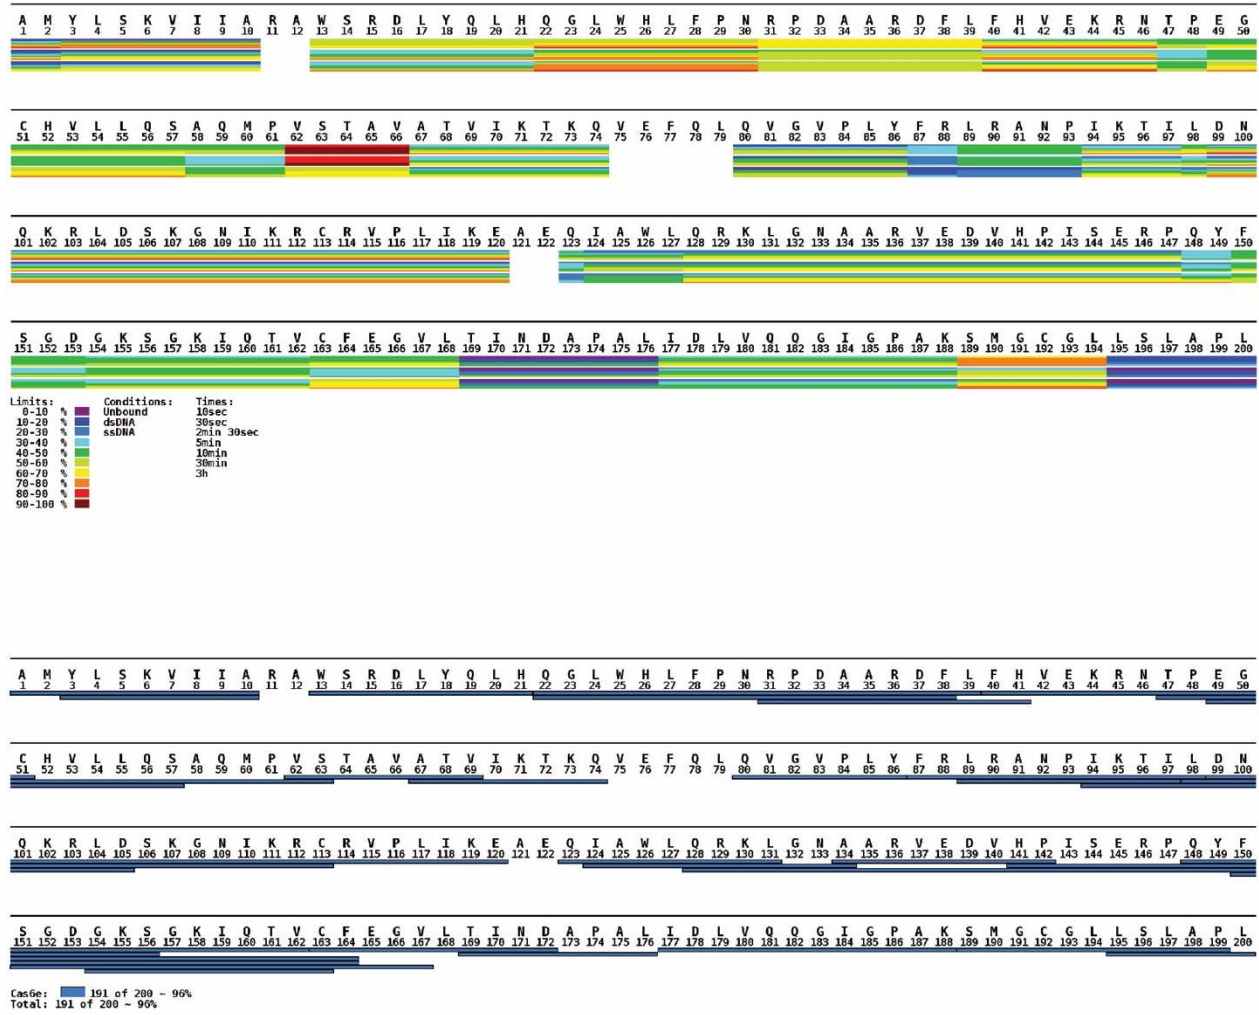 A M Y L S K V I I A R A W S R D L Y Q L H Q G L W H L F P N R P D A A R D F L F H V E K R N T P E G
1 2 3 4 5 6 7 8 9 10 11 12 13 14 15 16 17 18 19 20 21 22 23 24 25 26 27 28 29 30 31 32 33 34 35 36 37 38 39 40 41 42 43 44 45 46 47 48 49 50
C H V L L Q S A Q M P V S T A V A T V I K T K Q V E F Q L Q V G V P L Y F R L R A N P I K T I L D N
51 52 53 54 55 56 57 58 59 60 61 62 63 64 65 66 67 68 69 70 71 72 73 74 75 76 77 78 79 80 81 82 83 84 85 86 87 88 89 90 91 92 93 94 95 96 97 98 99 100
Q K R L D S K G N I K R C R V P L I K E A E Q I A W L Q R K L G N A A R V E D V H P I S E R P Q Y F
101 102 103 104 105 106 107 108 109 110 111 112 113 114 115 116 117 118 119 120 121 122 123 124 125 126 127 128 129 130 131 132 133 134 135 136 137 138 139 140 141 142 143 144 145 146 147 148 149 150
S G D G K S G K I Q T V C F E G V L T I N D A P A L I D L V Q Q G I G P A K S M G C G L L S L A P L
151 152 153 154 155 156 157 158 159 160 161 162 163 164 165 166 167 168 169 170 171 172 173 174 175 176 177 178 179 180 181 182 183 184 185 186 187 188 189 190 191 192 193 194 195 196 197 198 199 200
Limits: Conditions: Times:
0-10 % Unbound 10sec
10-20 % dsDNA 30sec
20-30 % ssDNA 2min 30sec
30-40 % 5min
40-50 % 10min
50-60 % 30min
60-70 % 3h
70-80 %
80-90 %
90-100 %
A M Y L S K V I I A R A W S R D L Y Q L H Q G L W H L F P N R P D A A R D F L F H V E K R N T P E G
1 2 3 4 5 6 7 8 9 10 11 12 13 14 15 16 17 18 19 20 21 22 23 24 25 26 27 28 29 30 31 32 33 34 35 36 37 38 39 40 41 42 43 44 45 46 47 48 49 50
C H V L L Q S A Q M P V S T A V A T V I K T K Q V E F Q L Q V G V P L Y F R L R A N P I K T I L D N
51 52 53 54 55 56 57 58 59 60 61 62 63 64 65 66 67 68 69 70 71 72 73 74 75 76 77 78 79 80 81 82 83 84 85 86 87 88 89 90 91 92 93 94 95 96 97 98 99 100
Q K R L D S K G N I K R C R V P L I K E A E Q I A W L Q R K L G N A A R V E D V H P I S E R P Q Y F
101 102 103 104 105 106 107 108 109 110 111 112 113 114 115 116 117 118 119 120 121 122 123 124 125 126 127 128 129 130 131 132 133 134 135 136 137 138 139 140 141 142 143 144 145 146 147 148 149 150
S G D G K S G K I Q T V C F E G V L T I N D A P A L I D L V Q Q G I G P A K S M G C G L L S L A P L
151 152 153 154 155 156 157 158 159 160 161 162 163 164 165 166 167 168 169 170 171 172 173 174 175 176 177 178 179 180 181 182 183 184 185 186 187 188 189 190 191 192 193 194 195 196 197 198 199 200
Cas6e: 191 of 200 ~ 96%
Total: 191 of 200 ~ 96%